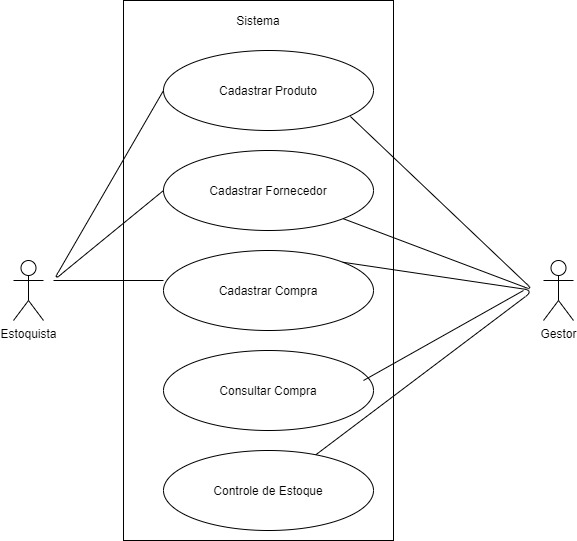 Sistema
Cadastrar Produto
Cadastrar Fornecedor
Cadastrar Compra
Estoquista
Gestor
Consultar Compra
Controle de Estoque